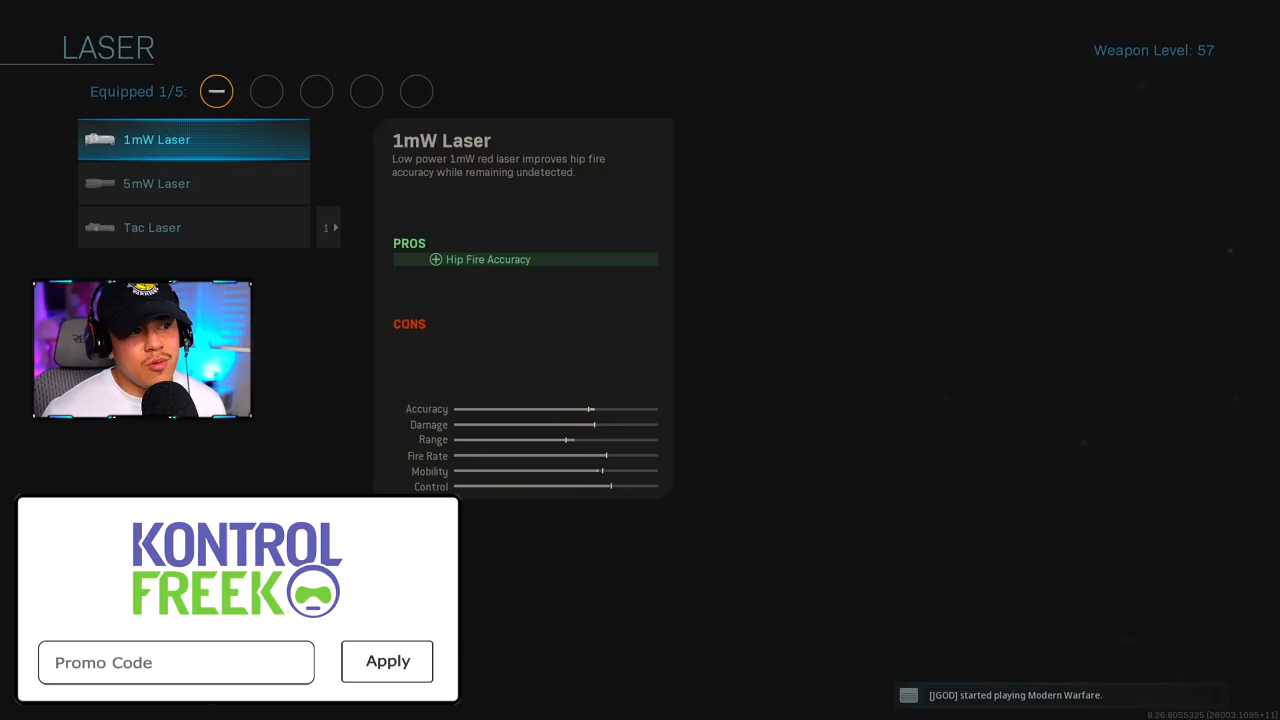 LASER
Weapon Level: 57
Equipped 1/5:
1mW Laser
5mW Laser
Tac Laser
1
1mW Laser
Low power 1mW red laser improves hip fire
accuracy while remaining undetected.
PROS
Hip Fire Accuracy
CONS
Accuracy
Damage
Range
Fire Rate
Mobility
Control
KONTROL
FREEK
Promo Code
Apply
[JGOD] started playing Modern Warfare.